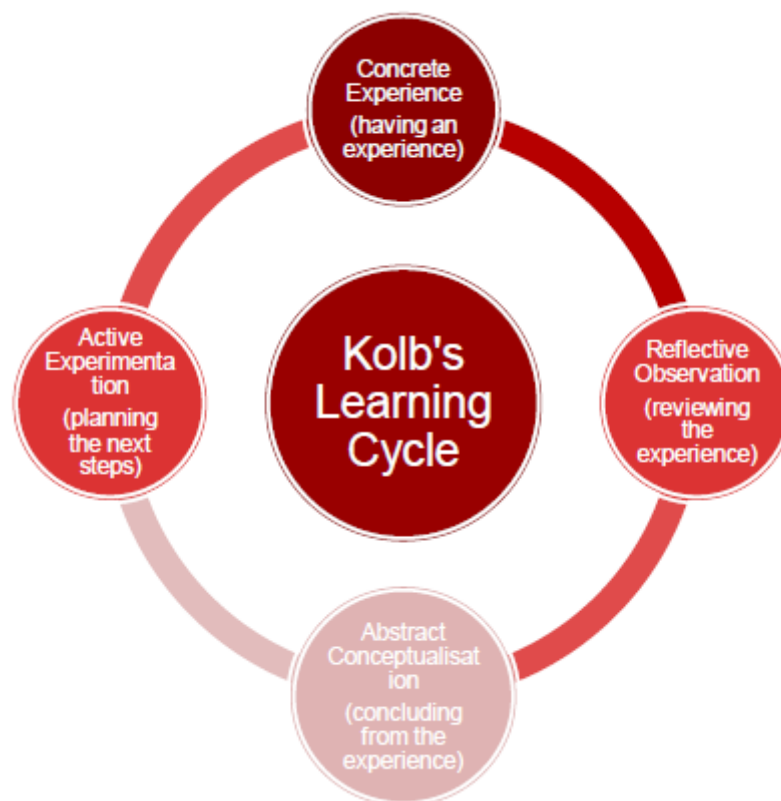 Concrete
Experience
(having an
experience)
Active
Experimenta
tion
(planning
the next
steps)
Kolb's
Learning
Cycle
Reflective
Observation
(reviewing
the
experience)
Abstract
Conceptualisat
ion
(concluding
from the
experience)